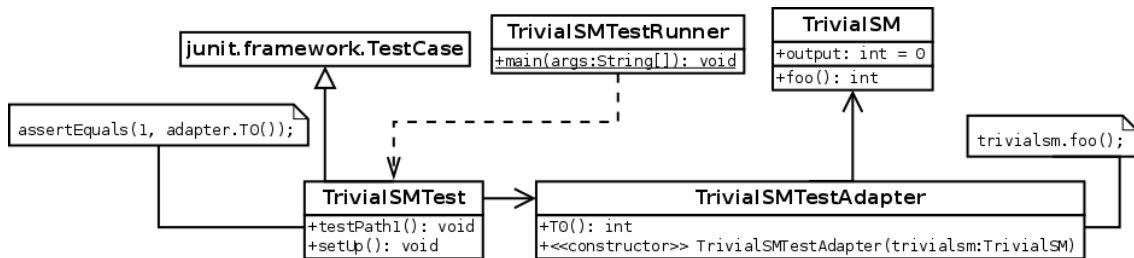 junit.framework.TestCase
TrivialSMTestRunner
+main(args:String[]): void
TrivialSM
+output: int = 0
+foo(): int
assertEquals(1, adapter.T0());
trivialsm.foo();
TrivialSMTest
+testPath1(): void
+setUp(): void
TrivialSMTestAdapter
+T0(): int
+<<constructor>> TrivialSMTestAdapter(trivialsm:TrivialSM)